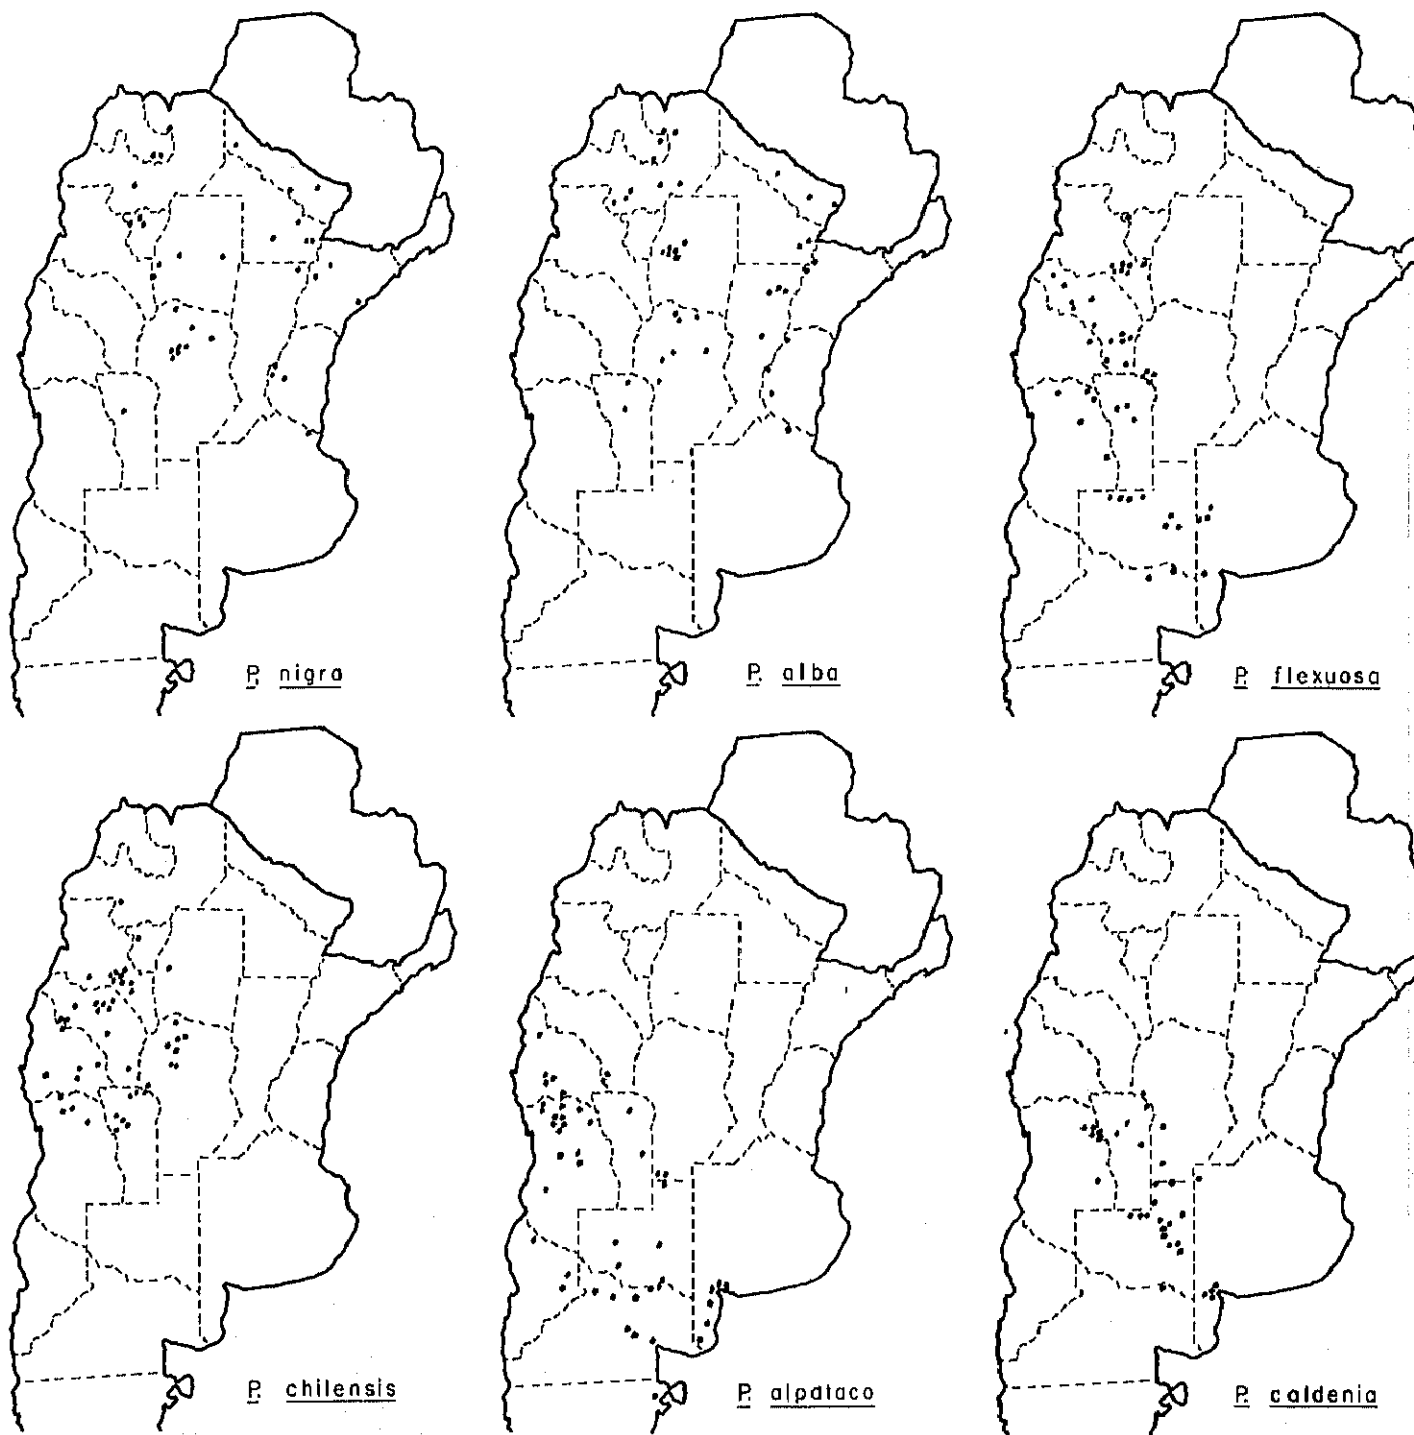 P. nigra
P. alba
P. flexuosa
P. chilensis
P. alpataco
P. caldenia